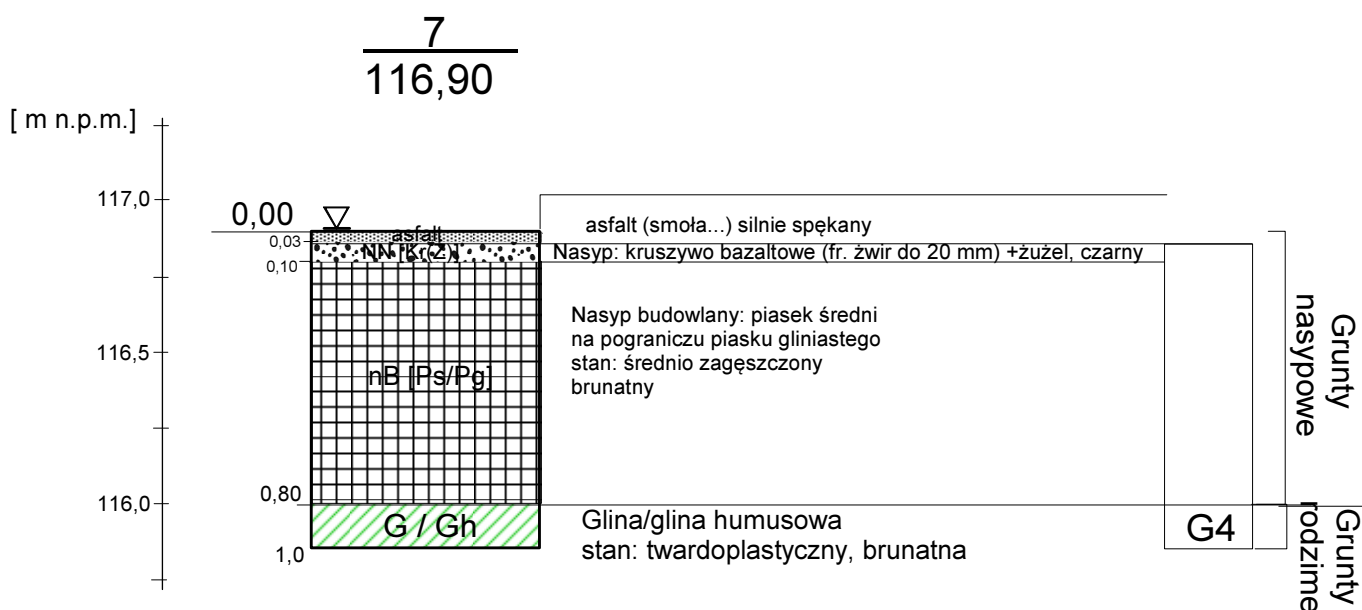 7
116,90
[ m n.p.m.]
117,0
0,00
asfalt
asfalt (smoła...) silnie spękany
0,03
NN [Kr(Ż)]
Nasyp: kruszywo bazaltowe (fr. żwir do 20 mm) +żużel, czarny
0,10
Nasyp budowlany: piasek średni
na pograniczu piasku gliniastego
stan: średnio zagęszczony
brunatny
116,5
nB [Ps/Pg]
Grunty
nasypowe
0,80
116,0
G / Gh
Glina/glina humusowa
stan: twardoplastyczny, brunatna
1,0
G4
Grunty
rodzime